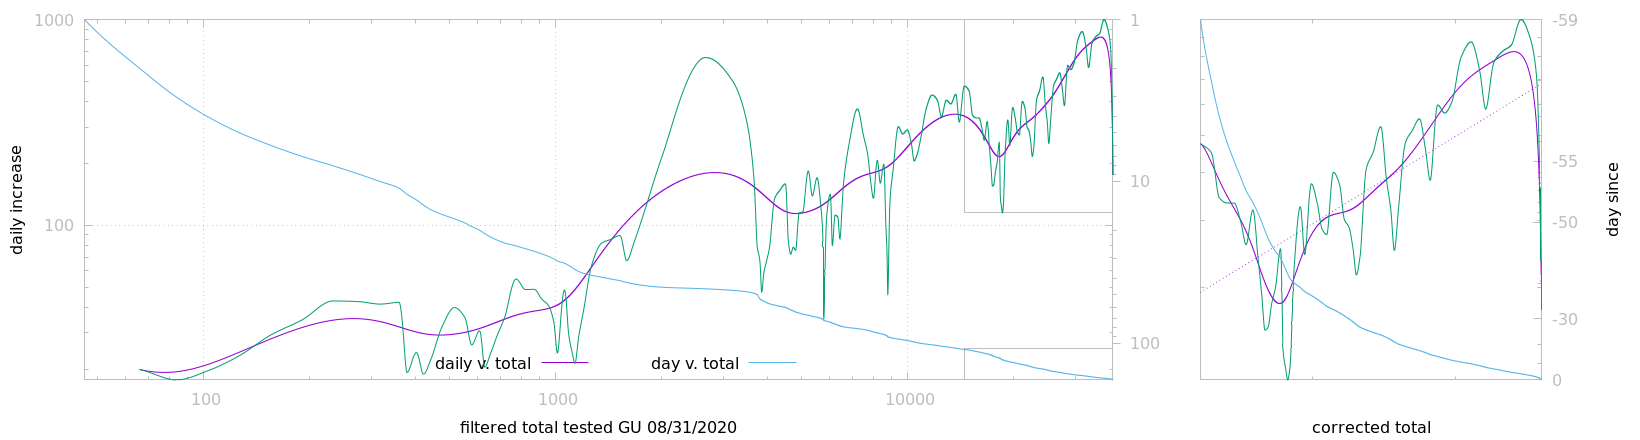 1000
100
daily increase
100
1000
10000
filtered total tested GU 08/31/2020
daily v. total
day v. total
1
10
100
-59
-55
-50
-30
0
day since
corrected total